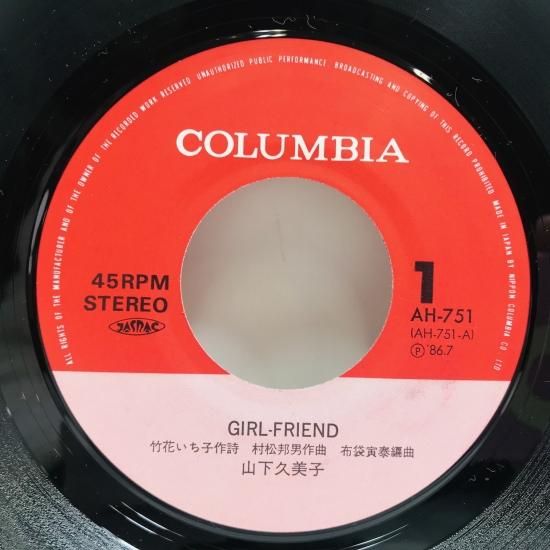 ALL RIGHTS OF THE MANUFACTURER AND OF THE OWNER OF THE RECORDED WORK RESERVED. UNAUTHORIZED PUBLIC PERFORMANCE. BROADCASTING AND COPYING OF THIS RECORD PROHIBITED MADE IN JAPAN BY NIPPON COLUMBIA CO. LTD
COLUMBIA
45RPM
STEREO
JASRAC
1
AH-751
(AH-751-A)
Ⓟ '86.7
GIRL-FRIEND
竹花いち子作詩 村松邦男作曲 布袋寅泰編曲
山下久美子